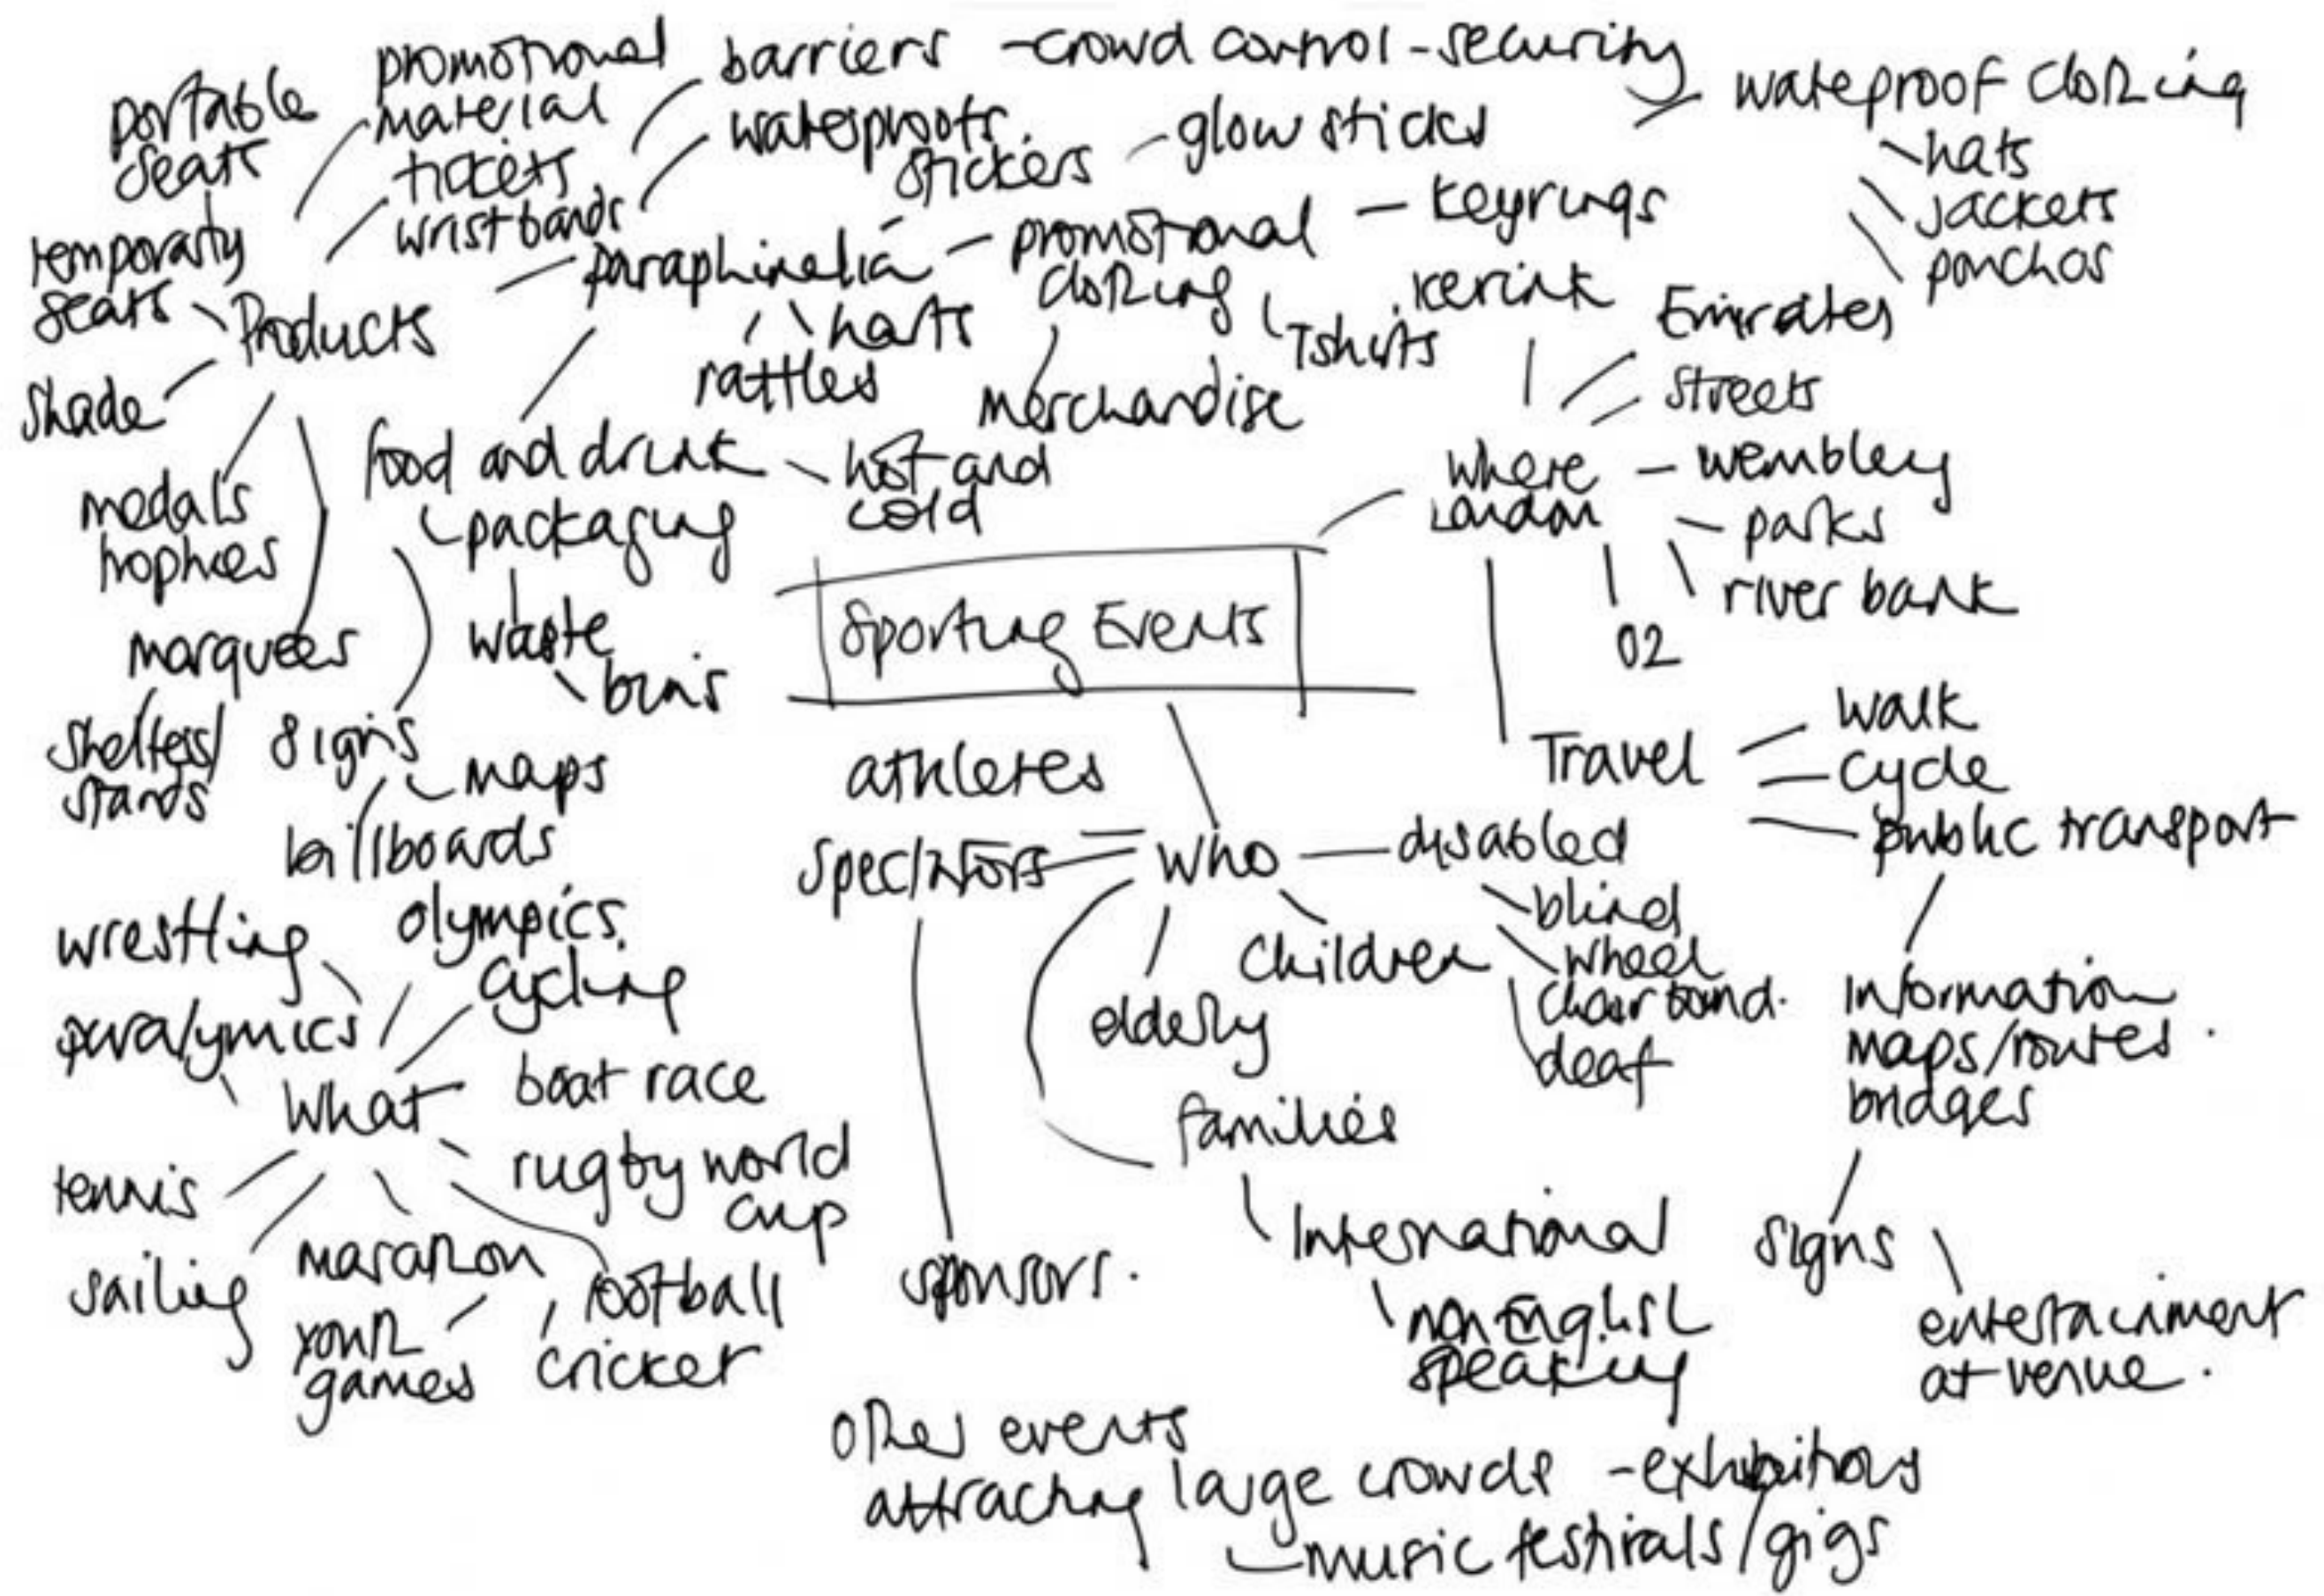 promotional
material
tickets
wristbands
barriers - crowd control - security
waterproofs
stickers
glow sticks
wateproof clothing
hats
jackets
ponchos
portable
seats
temporary
seats
Products
paraphinelia
promotional
clothing
keyrings
Tshirts
merchandise
hats
rattles
Shade
medals
trophies
marquees
Shelters/
stands
food and drink
hot and
cold
packaging
waste
bins
signs
maps
billboards
Emirates
streets
where
London
wembley
parks
river bank
O2
Sporting Events
Travel
walk
cycle
public transport
Information
maps/routes.
bridges
signs
entertainment
at venue.
athletes
spectators
who
disabled
blind
wheel
chair bound.
deaf
children
elderly
families
International
non English
speaking
sponsors.
wrestling
olympics
cycling
paralymics
What
boat race
rugby world
cup
tennis
sailing
marathon
football
youth
games
cricket
other events
attracting large crowds - exhibitions
- music festivals/gigs